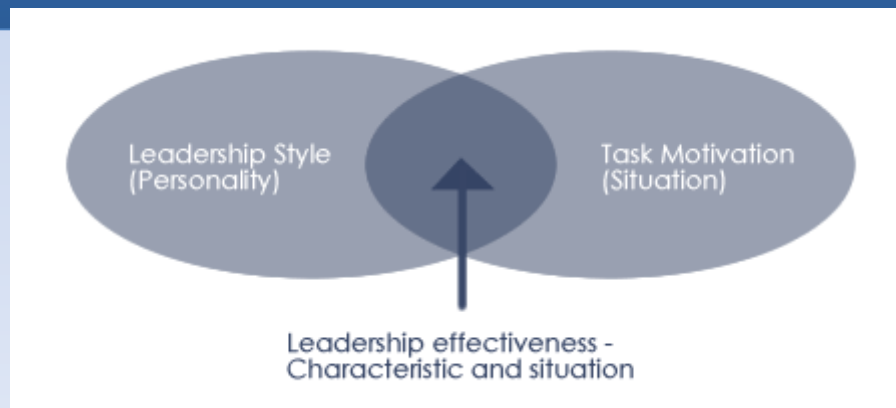 Leadership Style
(Personality)
Task Motivation
(Situation)
Leadership effectiveness -
Characteristic and situation